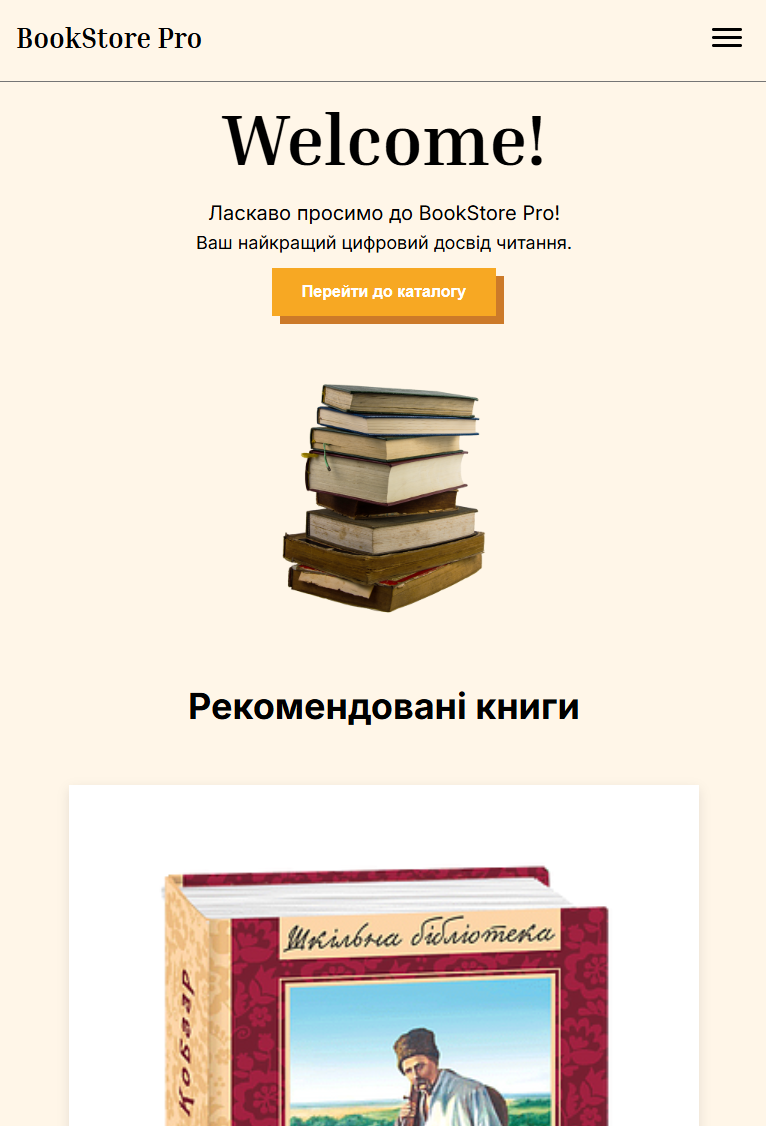 BookStore Pro
Welcome!
Ласкаво просимо до BookStore Pro!
Ваш найкращий цифровий досвід читання.
Перейти до каталогу
Рекомендовані книги
Шкільна бібліотека
Кобзар